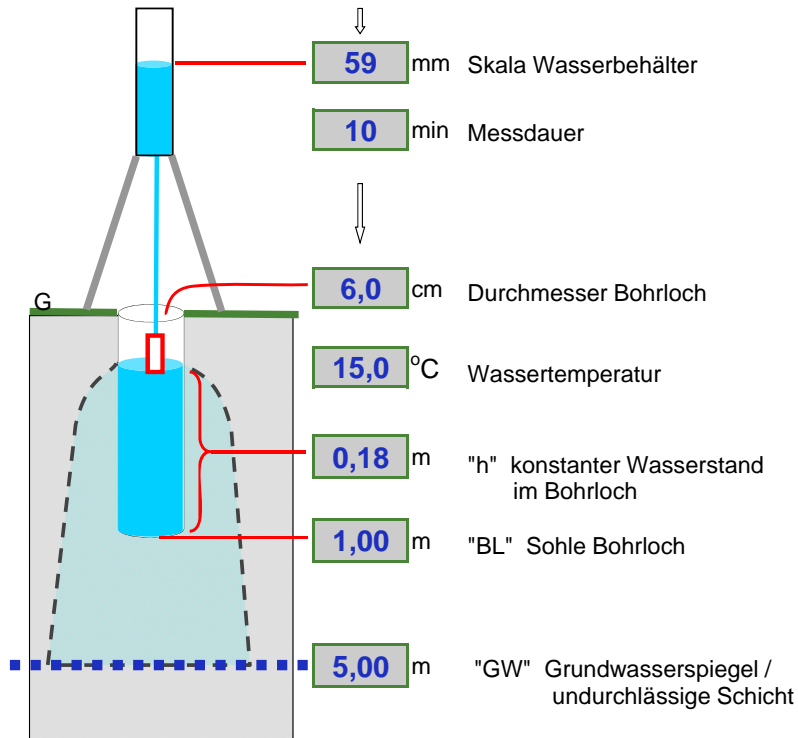 59 mm Skala Wasserbehälter
10 min Messdauer
G
6,0 cm Durchmesser Bohrloch
15,0 °C Wassertemperatur
0,18 m "h" konstanter Wasserstand
im Bohrloch
1,00 m "BL" Sohle Bohrloch
5,00 m "GW" Grundwasserspiegel /
undurchlässige Schicht